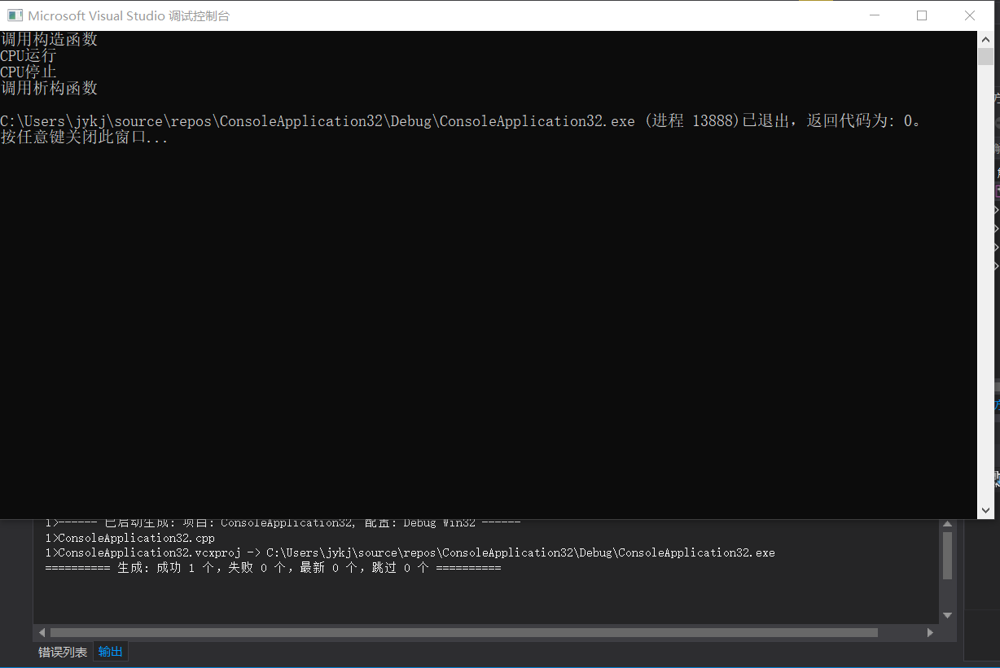 Microsoft Visual Studio 调试控制台
调用构造函数
CPU运行
CPU停止
调用析构函数
C:\Users\jykj\source\repos\ConsoleApplication32\Debug\ConsoleApplication32.exe (进程 13888)已退出，返回代码为: 0。
按任意键关闭此窗口...
1>------ 已启动生成: 项目: ConsoleApplication32, 配置: Debug Win32 ------
1>ConsoleApplication32.cpp
1>ConsoleApplication32.vcxproj -> C:\Users\jykj\source\repos\ConsoleApplication32\Debug\ConsoleApplication32.exe
========== 生成: 成功 1 个，失败 0 个，最新 0 个，跳过 0 个 ==========
错误列表 输出